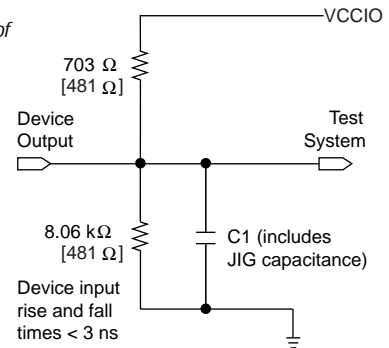 of
VCCIO
703 Ω
[481 Ω]
Device
Output
Test
System
8.06 kΩ
[481 Ω]
C1 (includes
JIG capacitance)
Device input
rise and fall
times < 3 ns